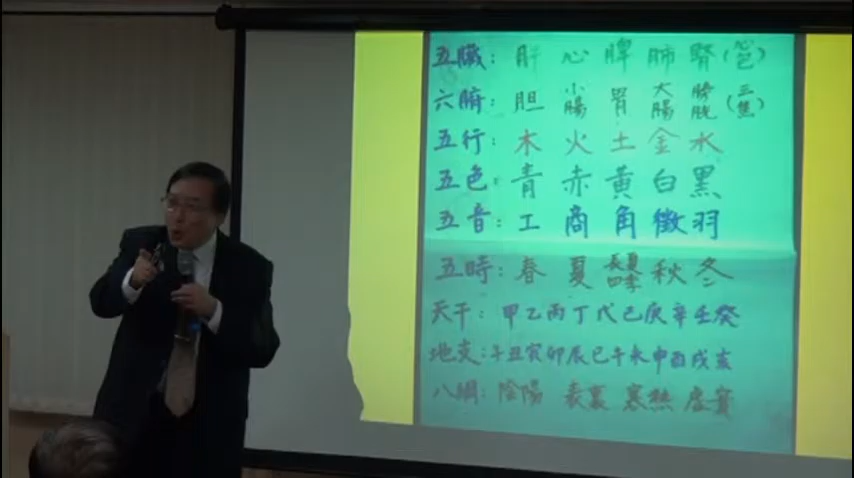 五臟: 肝 心 脾 肺 腎 (心包)
六腑: 胆 小腸 胃 大腸 膀胱 (三焦)
五行: 木 火 土 金 水
五色: 青 赤 黃 白 黑
五音: 工 商 角 徵 羽
五時: 春 夏 長夏四季 秋 冬
天干: 甲乙丙丁戊己庚辛壬癸
地支: 子丑寅卯辰巳午未申酉戌亥
八綱: 陰陽 表裏 寒熱 虛實